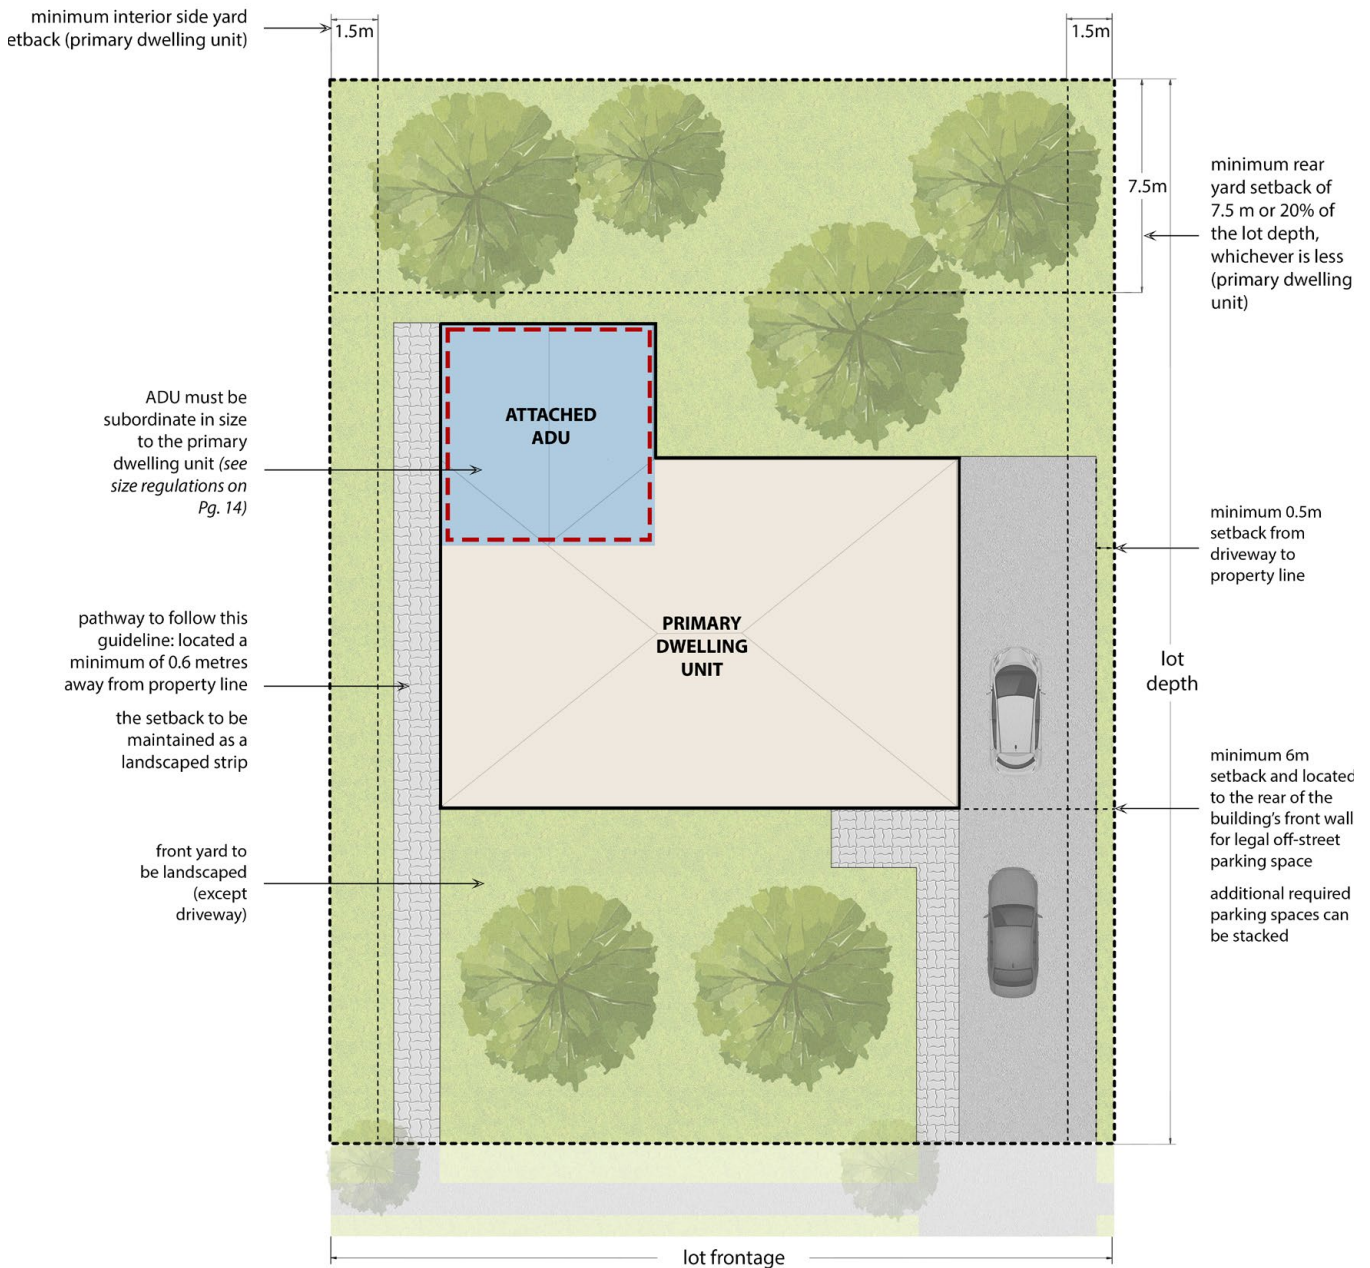 minimum interior side yard
etback (primary dwelling unit)
1.5m
1.5m
7.5m
minimum rear
yard setback of
7.5 m or 20% of
the lot depth,
whichever is less
(primary dwelling
unit)
ATTACHED
ADU
ADU must be
subordinate in size
to the primary
dwelling unit (see
size regulations on
Pg. 14)
minimum 0.5m
setback from
driveway to
property line
pathway to follow this
guideline: located a
minimum of 0.6 metres
away from property line
the setback to be
maintained as a
landscaped strip
PRIMARY
DWELLING
UNIT
lot
depth
minimum 6m
setback and located
to the rear of the
building's front wall
for legal off-street
parking space
additional required
parking spaces can
be stacked
front yard to
be landscaped
(except
driveway)
lot frontage